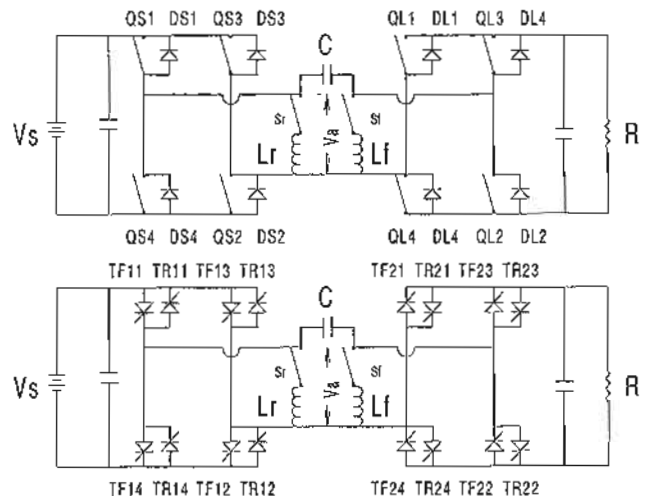 QS1 DS1 QS3 DS3 QL1 DL1 QL3 DL4
C
Vs Sr Va Sf R
Lr Lf
QS4 DS4 QS2 DS2 QL4 DL4 QL2 DL2
TF11 TR11 TF13 TR13 TF21 TR21 TF23 TR23
C
Vs Sr Va Sf R
Lr Lf
TF14 TR14 TF12 TR12 TF24 TR24 TF22 TR22